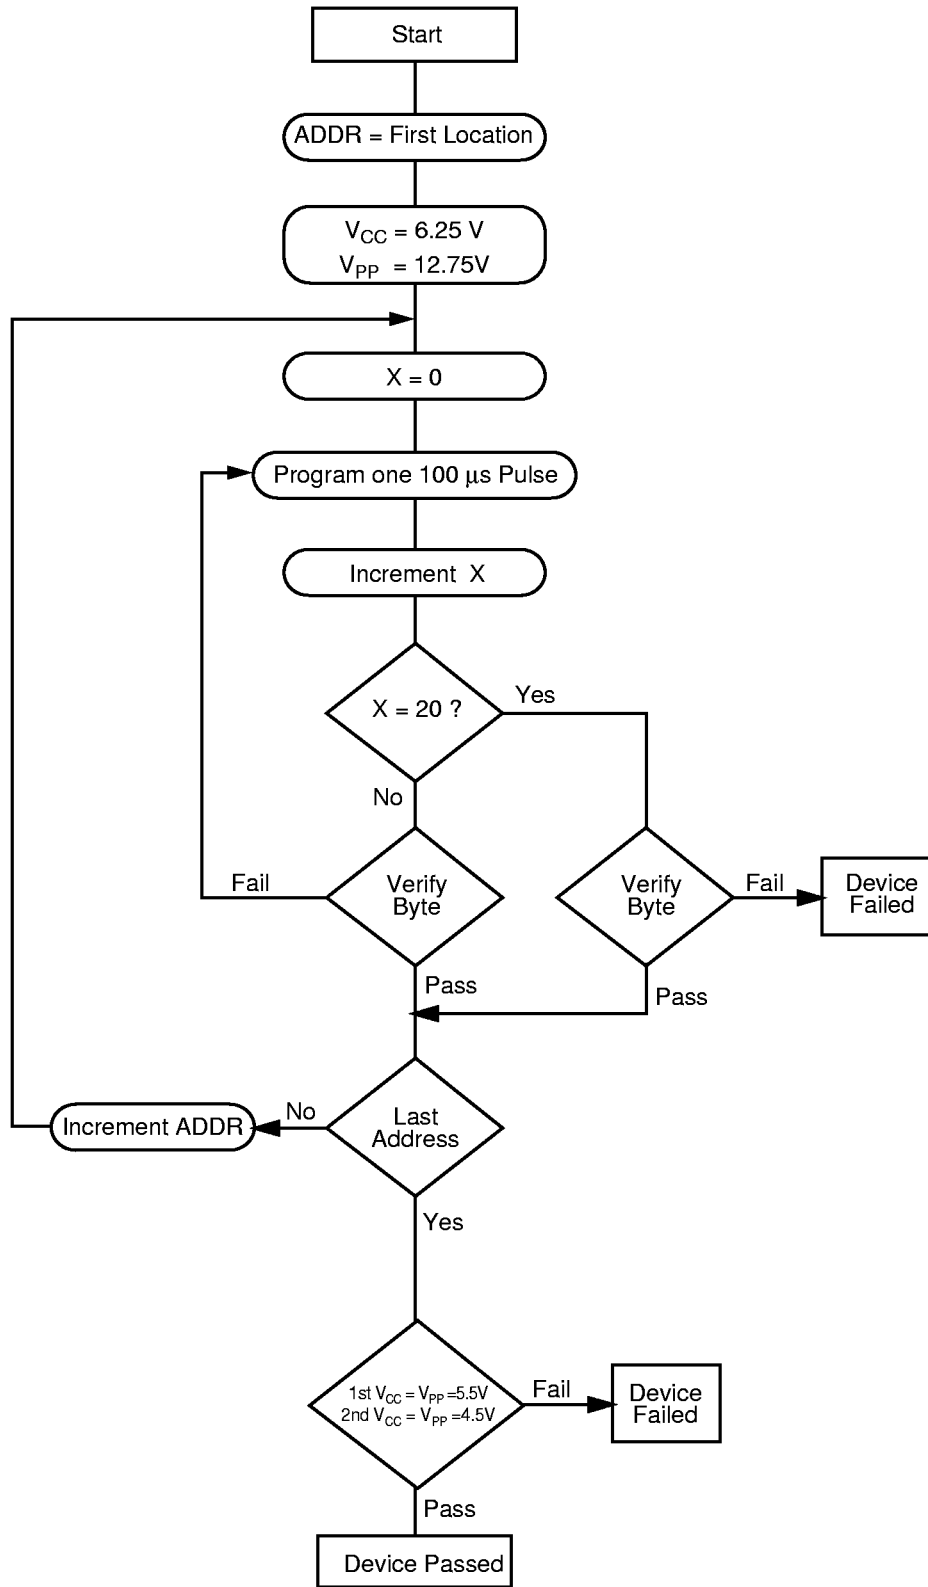 Start
ADDR = First Location
VCC = 6.25 V
VPP = 12.75V
X = 0
Program one 100 µs Pulse
Increment X
X = 20 ?
Yes
No
Fail
Verify
Byte
Verify
Byte
Fail
Device
Failed
Pass
Pass
Increment ADDR
No
Last
Address
Yes
1st VCC = VPP =5.5V
2nd VCC = VPP =4.5V
Fail
Device
Failed
Pass
Device Passed